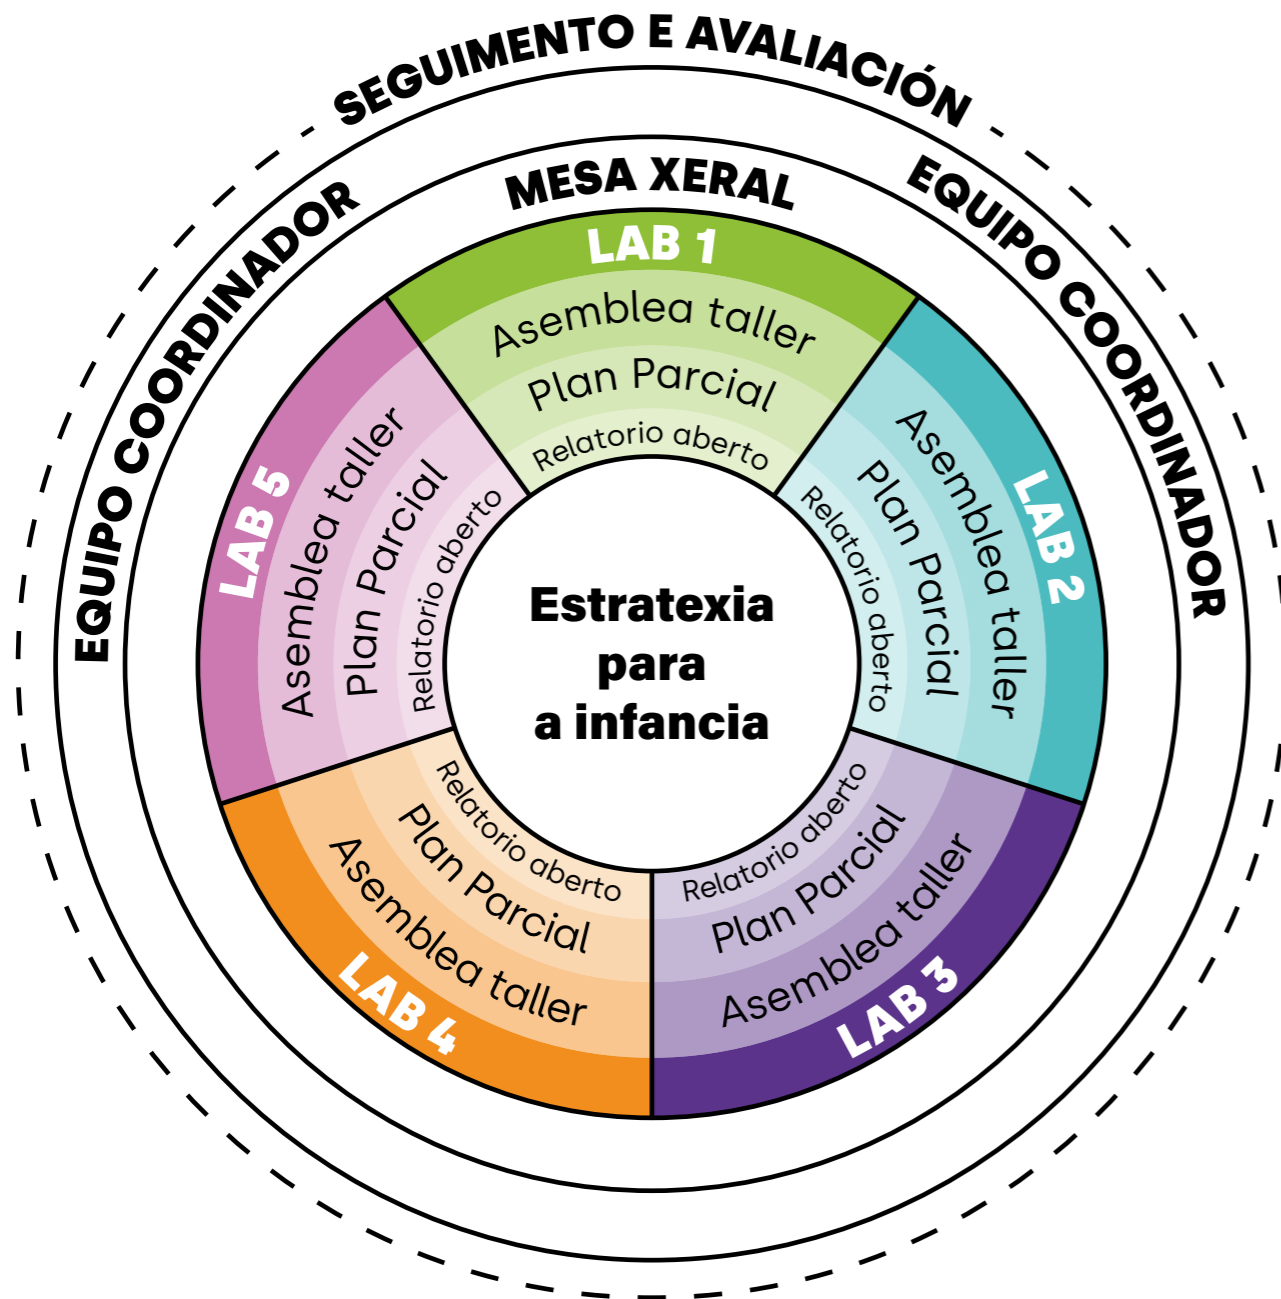 SEGUIMENTO E AVALIACIÓN
EQUIPO COORDINADOR
EQUIPO COORDINADOR
MESA XERAL
LAB 1
Asemblea taller
Plan Parcial
Relatorio aberto
LAB 2
Asemblea taller
Plan Parcial
Relatorio aberto
LAB 3
Asemblea taller
Plan Parcial
Relatorio aberto
LAB 4
Asemblea taller
Plan Parcial
Relatorio aberto
LAB 5
Asemblea taller
Plan Parcial
Relatorio aberto
Estratexia
para
a infancia